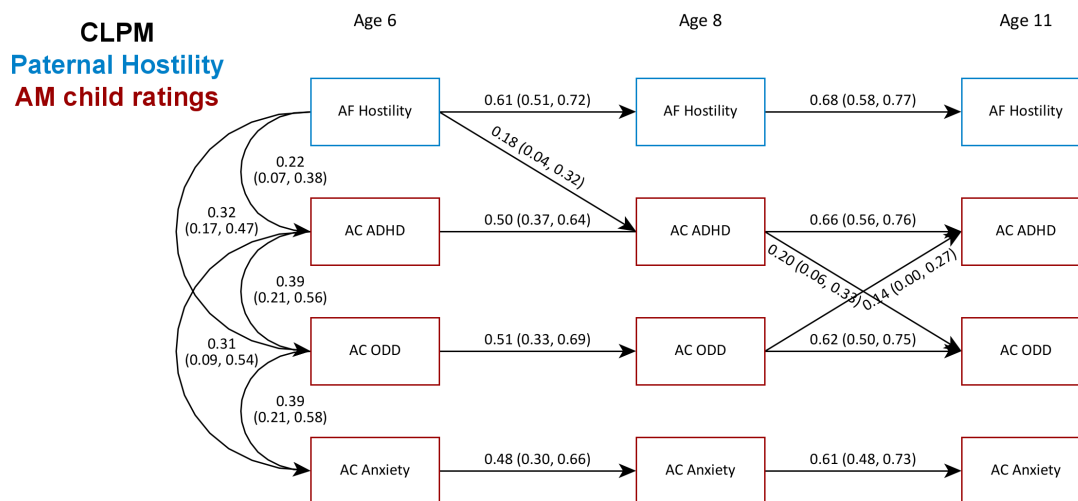 CLPM
Paternal Hostility
AM child ratings
Age 6
Age 8
Age 11
AF Hostility
0.61 (0.51, 0.72)
AF Hostility
0.68 (0.58, 0.77)
AF Hostility
0.18 (0.04, 0.32)
0.22
(0.07, 0.38)
0.32
(0.17, 0.47)
AC ADHD
0.50 (0.37, 0.64)
AC ADHD
0.66 (0.56, 0.76)
AC ADHD
0.20 (0.06, 0.33)
0.14 (0.00, 0.27)
0.39
(0.21, 0.56)
0.31
(0.09, 0.54)
AC ODD
0.51 (0.33, 0.69)
AC ODD
0.62 (0.50, 0.75)
AC ODD
0.39
(0.21, 0.58)
AC Anxiety
0.48 (0.30, 0.66)
AC Anxiety
0.61 (0.48, 0.73)
AC Anxiety